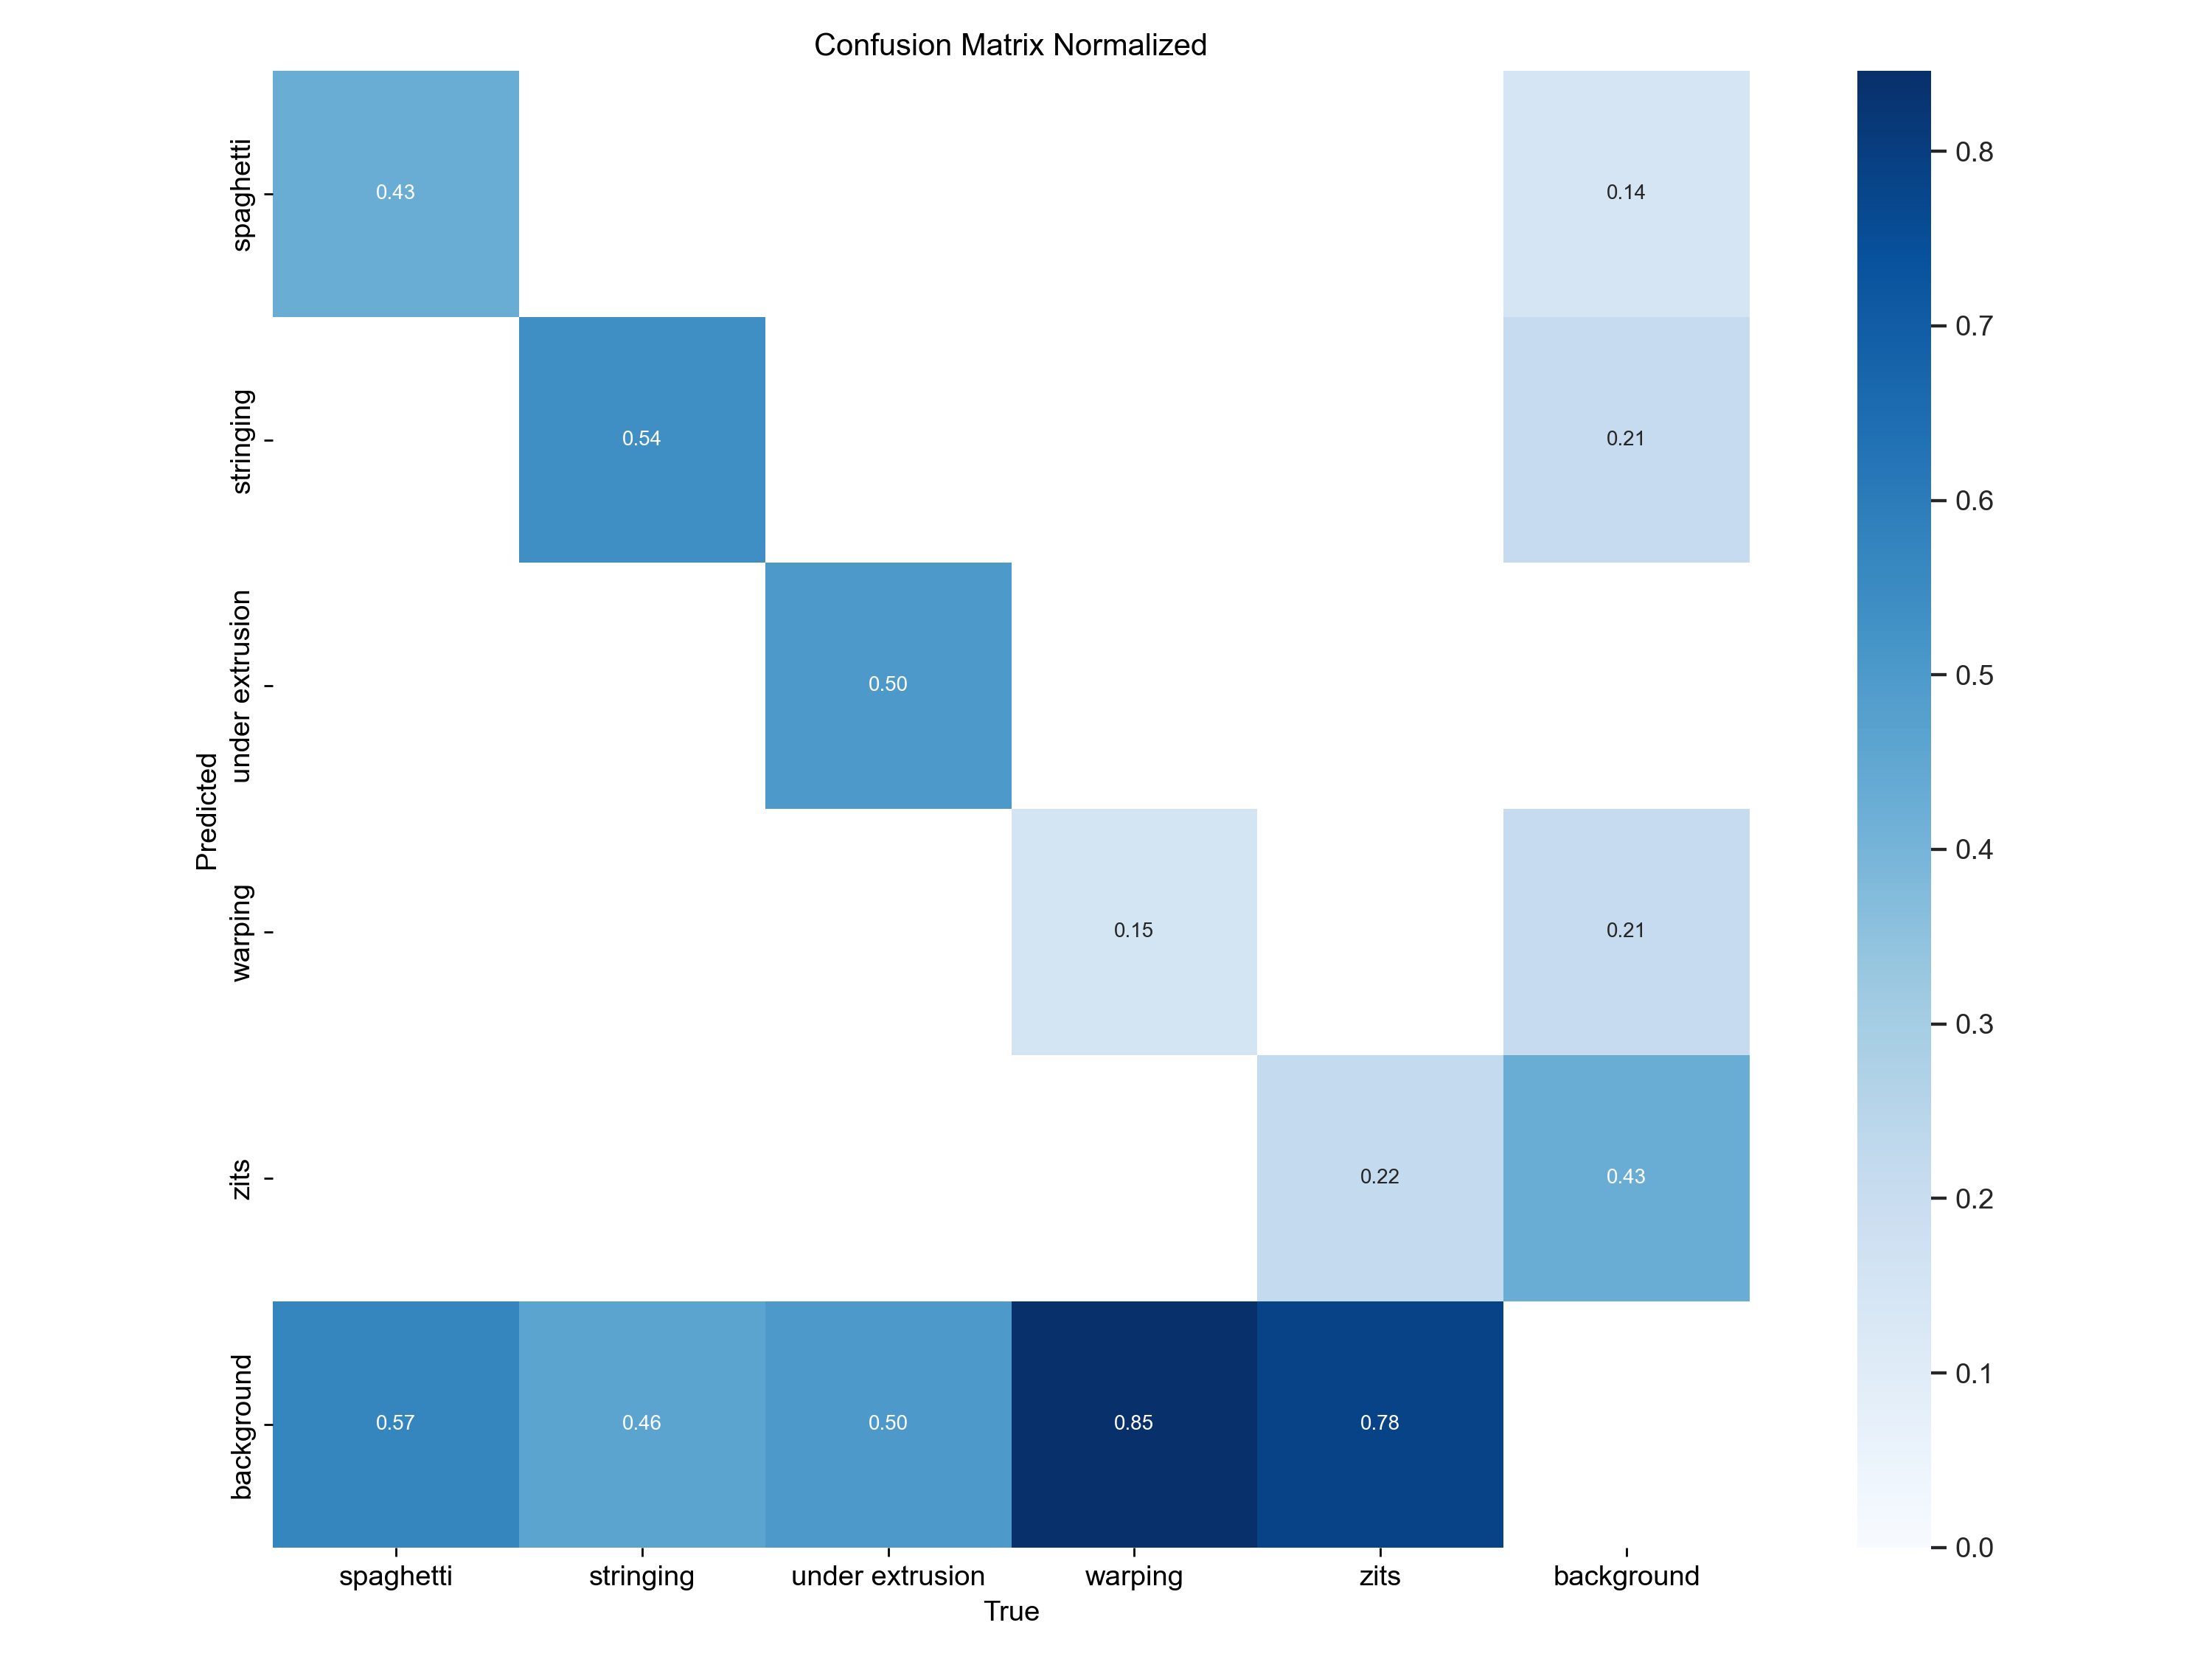 Confusion Matrix Normalized
spaghetti
0.43
0.14
0.8
stringing
0.54
0.21
0.7
0.6
under extrusion
0.50
0.5
Predicted
warping
0.15
0.21
0.4
0.3
zits
0.22
0.43
0.2
background
0.57
0.46
0.50
0.85
0.78
0.1
0.0
spaghetti
stringing
under extrusion
warping
zits
background
True